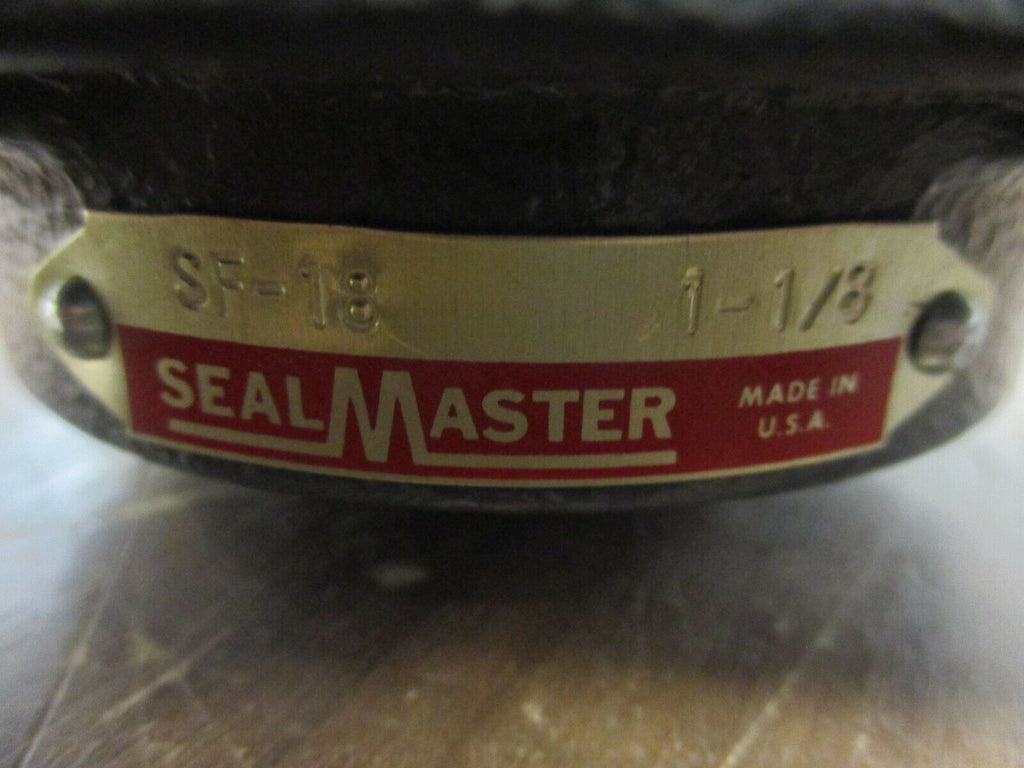 SF-18 1-1/8
SEALMASTER MADE IN
U.S.A.